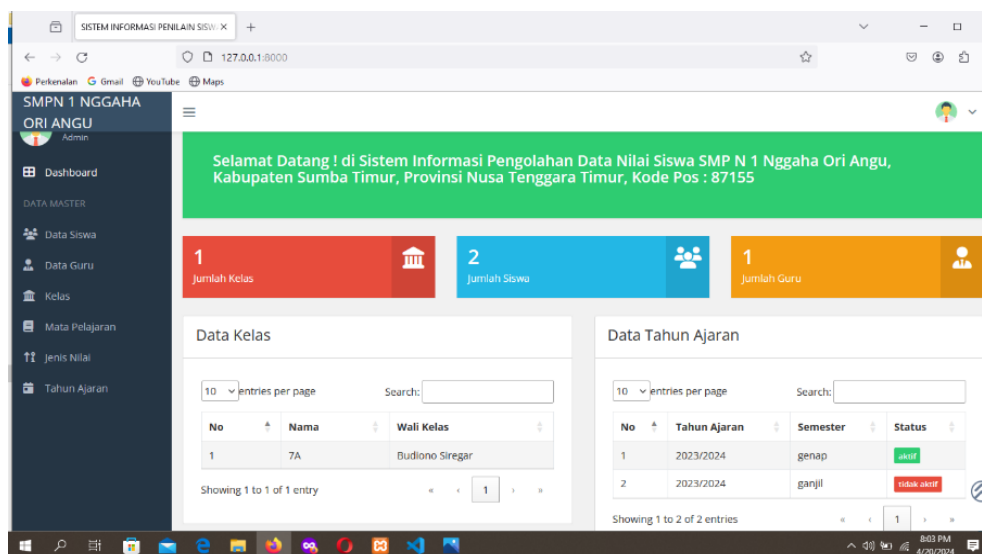 SISTEM INFORMASI PENILAIN SISW
127.0.0.1:8000
Perkenalan Gmail YouTube Maps
SMPN 1 NGGAHA
ORI ANGU
Admin
Dashboard
DATA MASTER
Data Siswa
Data Guru
Kelas
Mata Pelajaran
Jenis Nilai
Tahun Ajaran
Selamat Datang ! di Sistem Informasi Pengolahan Data Nilai Siswa SMP N 1 Nggaha Ori Angu,
Kabupaten Sumba Timur, Provinsi Nusa Tenggara Timur, Kode Pos : 87155
1
Jumlah Kelas
2
Jumlah Siswa
1
Jumlah Guru
Data Kelas
10 entries per page Search:
No Nama Wali Kelas
1 7A Budiono Siregar
Showing 1 to 1 of 1 entry « ‹ 1 › »
Data Tahun Ajaran
10 entries per page Search:
No Tahun Ajaran Semester Status
1 2023/2024 genap aktif
2 2023/2024 ganjil tidak aktif
Showing 1 to 2 of 2 entries « ‹ 1 › »
8:03 PM
4/20/2024